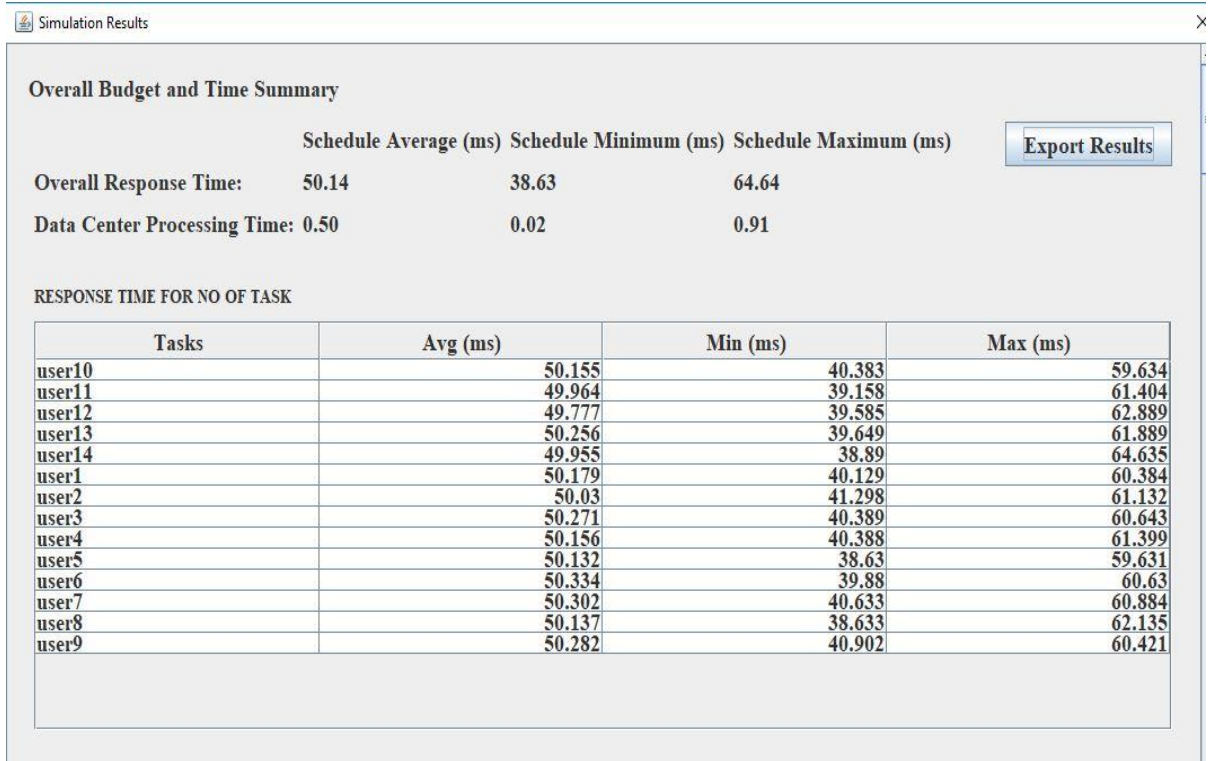 Simulation Results
Overall Budget and Time Summary
Schedule Average (ms) Schedule Minimum (ms) Schedule Maximum (ms)
Export Results
Overall Response Time: 50.14 38.63 64.64
Data Center Processing Time: 0.50 0.02 0.91
RESPONSE TIME FOR NO OF TASK
Tasks Avg (ms) Min (ms) Max (ms)
user10 50.155 40.383 59.634
user11 49.964 39.158 61.404
user12 49.777 39.585 62.889
user13 50.256 39.649 61.889
user14 49.955 38.89 64.635
user1 50.179 40.129 60.384
user2 50.03 41.298 61.132
user3 50.271 40.389 60.643
user4 50.156 40.388 61.399
user5 50.132 38.63 59.631
user6 50.334 39.88 60.63
user7 50.302 40.633 60.884
user8 50.137 38.633 62.135
user9 50.282 40.902 60.421